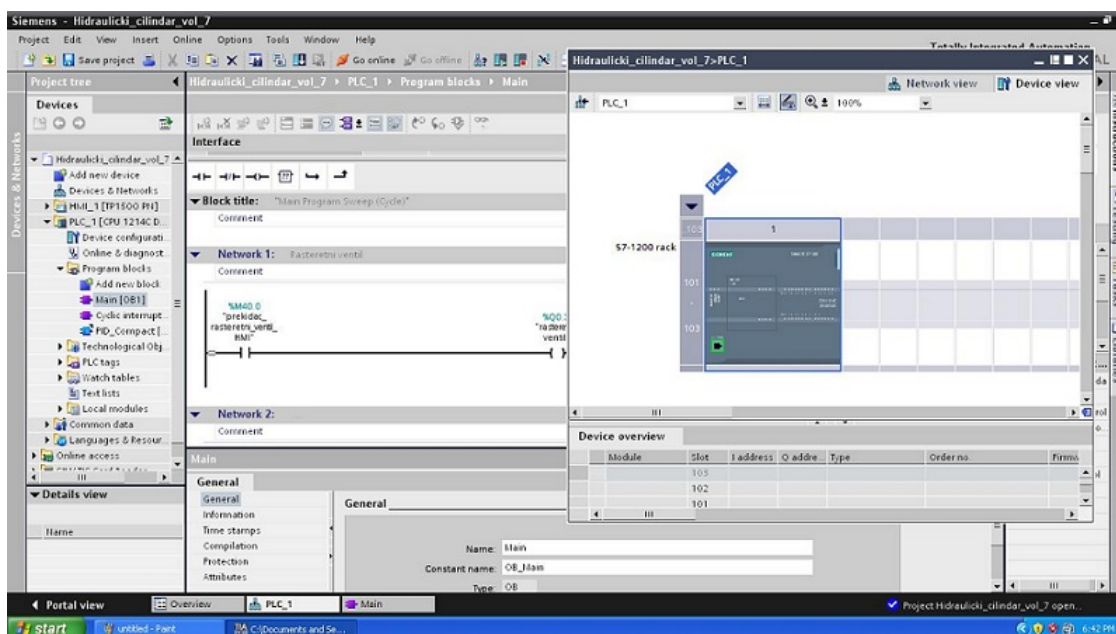 Siemens - Hidraulicki_cilindar_vol_7
Project Edit View Insert Online Options Tools Window Help
Totally Integrated Automation
Save project
Go online
Go offline
Project tree
Hidraulicki_cilindar_vol_7 PLC_1 Program blocks Main
Devices
Devices & Networks
Hidraulicki_cilindar_vol_7
Add new device
Devices & Networks
HMI_1 [TP1500 PN]
PLC_1 [CPU 1214C D...
Device configurati...
Online & diagnost...
Program blocks
Add new block
Main [OB1]
Cyclic interrupt...
PID_Compact [...
Technological Obj...
PLC tags
Watch tables
Text lists
Local modules
Common data
Languages & Resour...
Online access
Details view
Name
Interface
Block title: "Main Program Sweep (Cycle)"
Comment
Network 1: Rasteretni ventil
Comment
%M40.0
"prekidac_
rasteretni_venti_
HMI"
"rastere
ventil
Network 2:
Comment
Main
General
General
Information
Time stamps
Compilation
Protection
Attributes
General
Name: Main
Constant name: OB_Main
Type: OB
Hidraulicki_cilindar_vol_7>PLC_1
Network view
Device view
PLC_1
100%
PLC_1
103
1
S7-1200 rack
101
103
Device overview
Module Slot I address Q addre... Type Order no. Firmw
103
102
101
Portal view
Overview
PLC_1
Main
Project Hidraulicki_cilindar_vol_7 open...
start
untitled - Paint
C:\Documents and Se...
6:42 PM